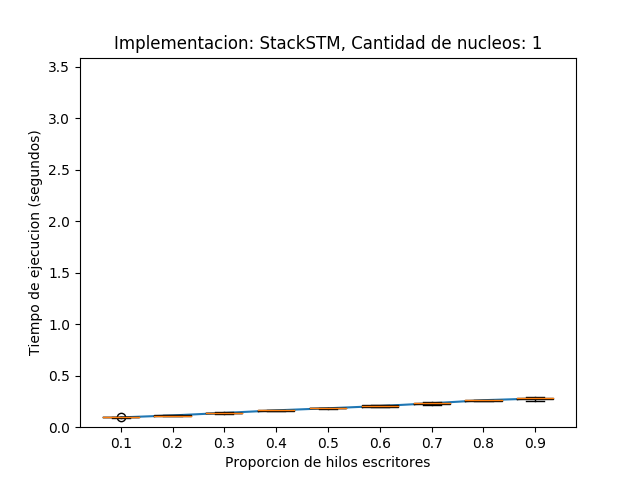 Implementacion: StackSTM, Cantidad de nucleos: 1
3.5
3.0
2.5
2.0
1.5
1.0
0.5
0.0
Tiempo de ejecucion (segundos)
0.1 0.2 0.3 0.4 0.5 0.6 0.7 0.8 0.9
Proporcion de hilos escritores